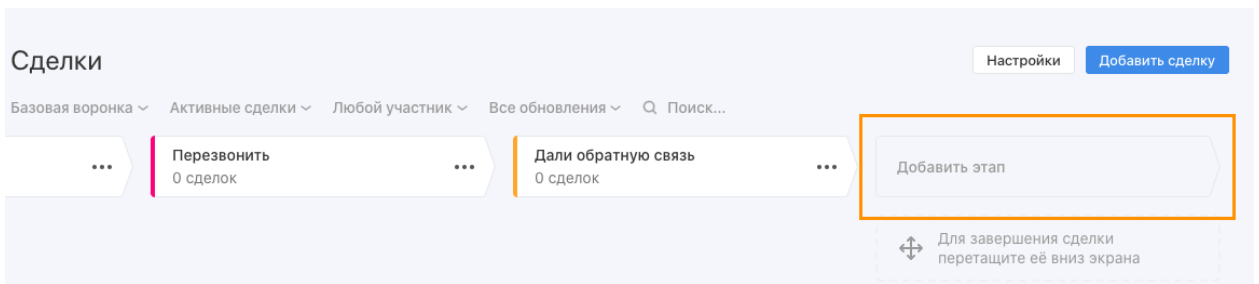 Сделки
Настройки
Добавить сделку
Базовая воронка
Активные сделки
Любой участник
Все обновления
Поиск...
Перезвонить
0 сделок
Дали обратную связь
0 сделок
Добавить этап
Для завершения сделки
перетащите её вниз экрана